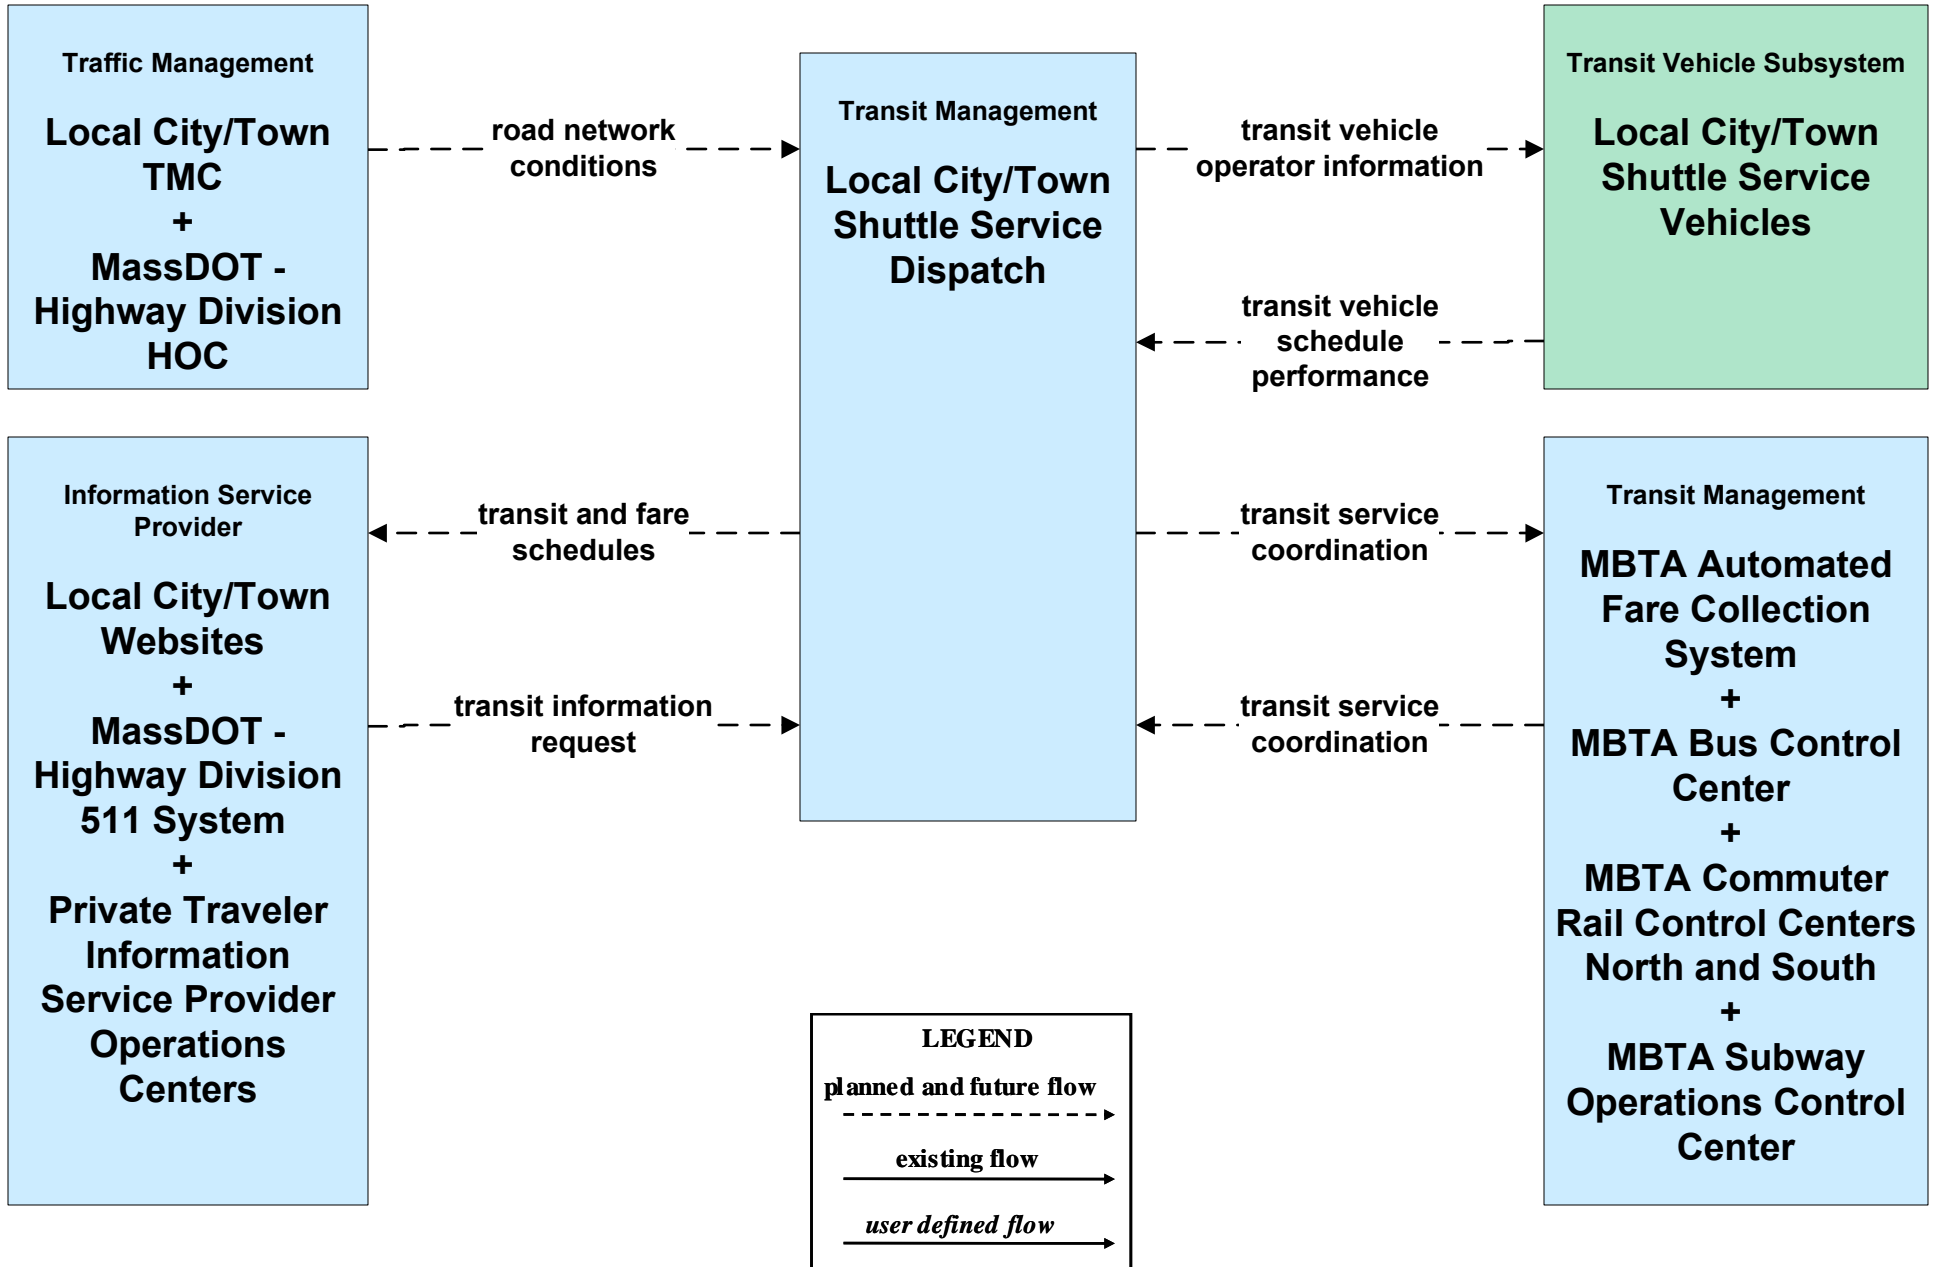 Traffic Management
Local City/Town
TMC
+
MassDOT -
Highway Division
HOC
road network
conditions
Transit Management
Local City/Town
Shuttle Service
Dispatch
transit vehicle
operator information
Transit Vehicle Subsystem
Local City/Town
Shuttle Service
Vehicles
transit vehicle
schedule
performance
Information Service
Provider
Local City/Town
Websites
+
MassDOT -
Highway Division
511 System
+
Private Traveler
Information
Service Provider
Operations
Centers
transit and fare
schedules
transit information
request
transit service
coordination
transit service
coordination
Transit Management
MBTA Automated
Fare Collection
System
+
MBTA Bus Control
Center
+
MBTA Commuter
Rail Control Centers
North and South
+
MBTA Subway
Operations Control
Center
LEGEND
planned and future flow
existing flow
user defined flow